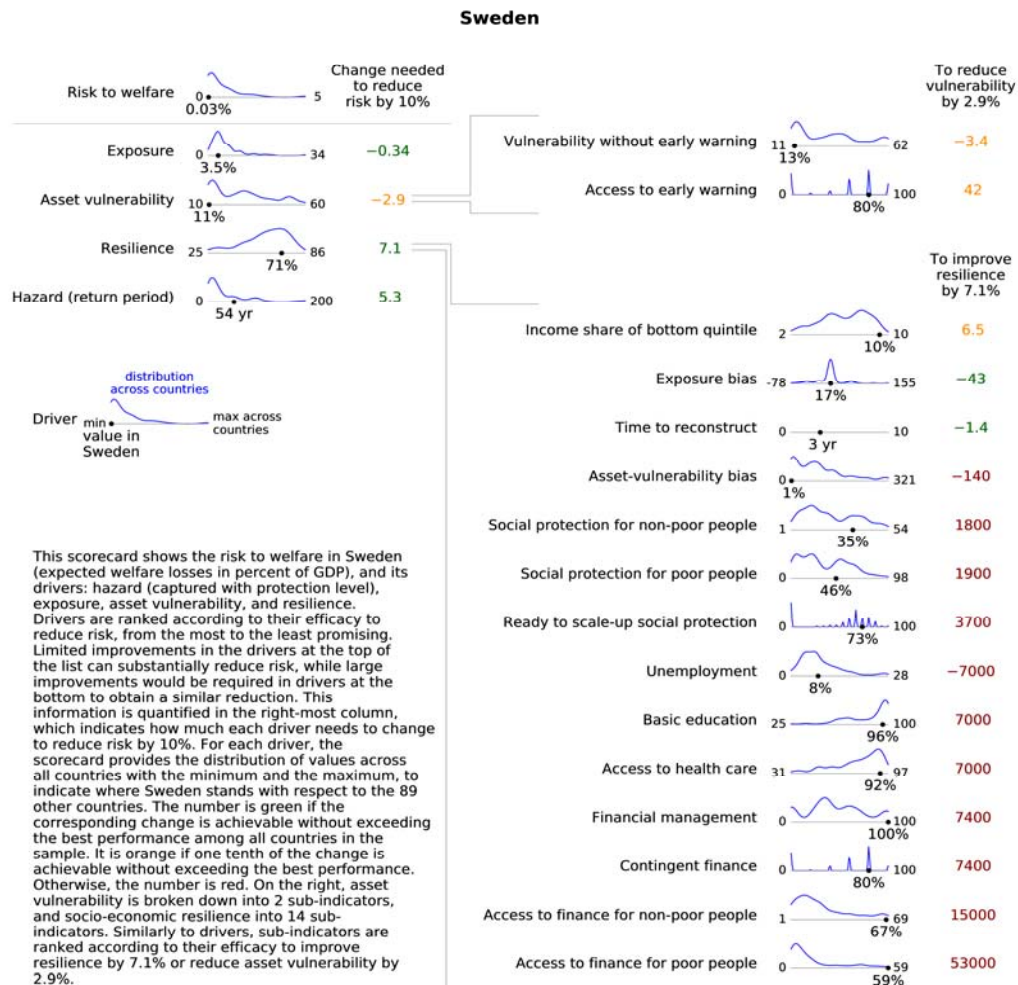 Sweden
Risk to welfare 0 5 0.03%
Change needed
to reduce
risk by 10%
Exposure 0 34 3.5% −0.34
Asset vulnerability 10 60 11% −2.9
Resilience 25 86 71% 7.1
Hazard (return period) 0 200 54 yr 5.3
distribution
across countries
Driver min max across
countries
value in
Sweden
This scorecard shows the risk to welfare in Sweden
(expected welfare losses in percent of GDP), and its
drivers: hazard (captured with protection level),
exposure, asset vulnerability, and resilience.
Drivers are ranked according to their efficacy to
reduce risk, from the most to the least promising.
Limited improvements in the drivers at the top of
the list can substantially reduce risk, while large
improvements would be required in drivers at the
bottom to obtain a similar reduction. This
information is quantified in the right-most column,
which indicates how much each driver needs to change
to reduce risk by 10%. For each driver, the
scorecard provides the distribution of values across
all countries with the minimum and the maximum, to
indicate where Sweden stands with respect to the 89
other countries. The number is green if the
corresponding change is achievable without exceeding
the best performance among all countries in the
sample. It is orange if one tenth of the change is
achievable without exceeding the best performance.
Otherwise, the number is red. On the right, asset
vulnerability is broken down into 2 sub-indicators,
and socio-economic resilience into 14 sub-
indicators. Similarly to drivers, sub-indicators are
ranked according to their efficacy to improve
resilience by 7.1% or reduce asset vulnerability by
2.9%.
To reduce
vulnerability
by 2.9%
Vulnerability without early warning 11 62 13% −3.4
Access to early warning 0 100 80% 42
To improve
resilience
by 7.1%
Income share of bottom quintile 2 10 10% 6.5
Exposure bias -78 155 17% −43
Time to reconstruct 0 10 3 yr −1.4
Asset-vulnerability bias 0 321 1% −140
Social protection for non-poor people 1 54 35% 1800
Social protection for poor people 0 98 46% 1900
Ready to scale-up social protection 0 100 73% 3700
Unemployment 0 28 8% −7000
Basic education 25 100 96% 7000
Access to health care 31 97 92% 7000
Financial management 0 100 100% 7400
Contingent finance 0 100 80% 7400
Access to finance for non-poor people 1 69 67% 15000
Access to finance for poor people 0 59 59% 53000